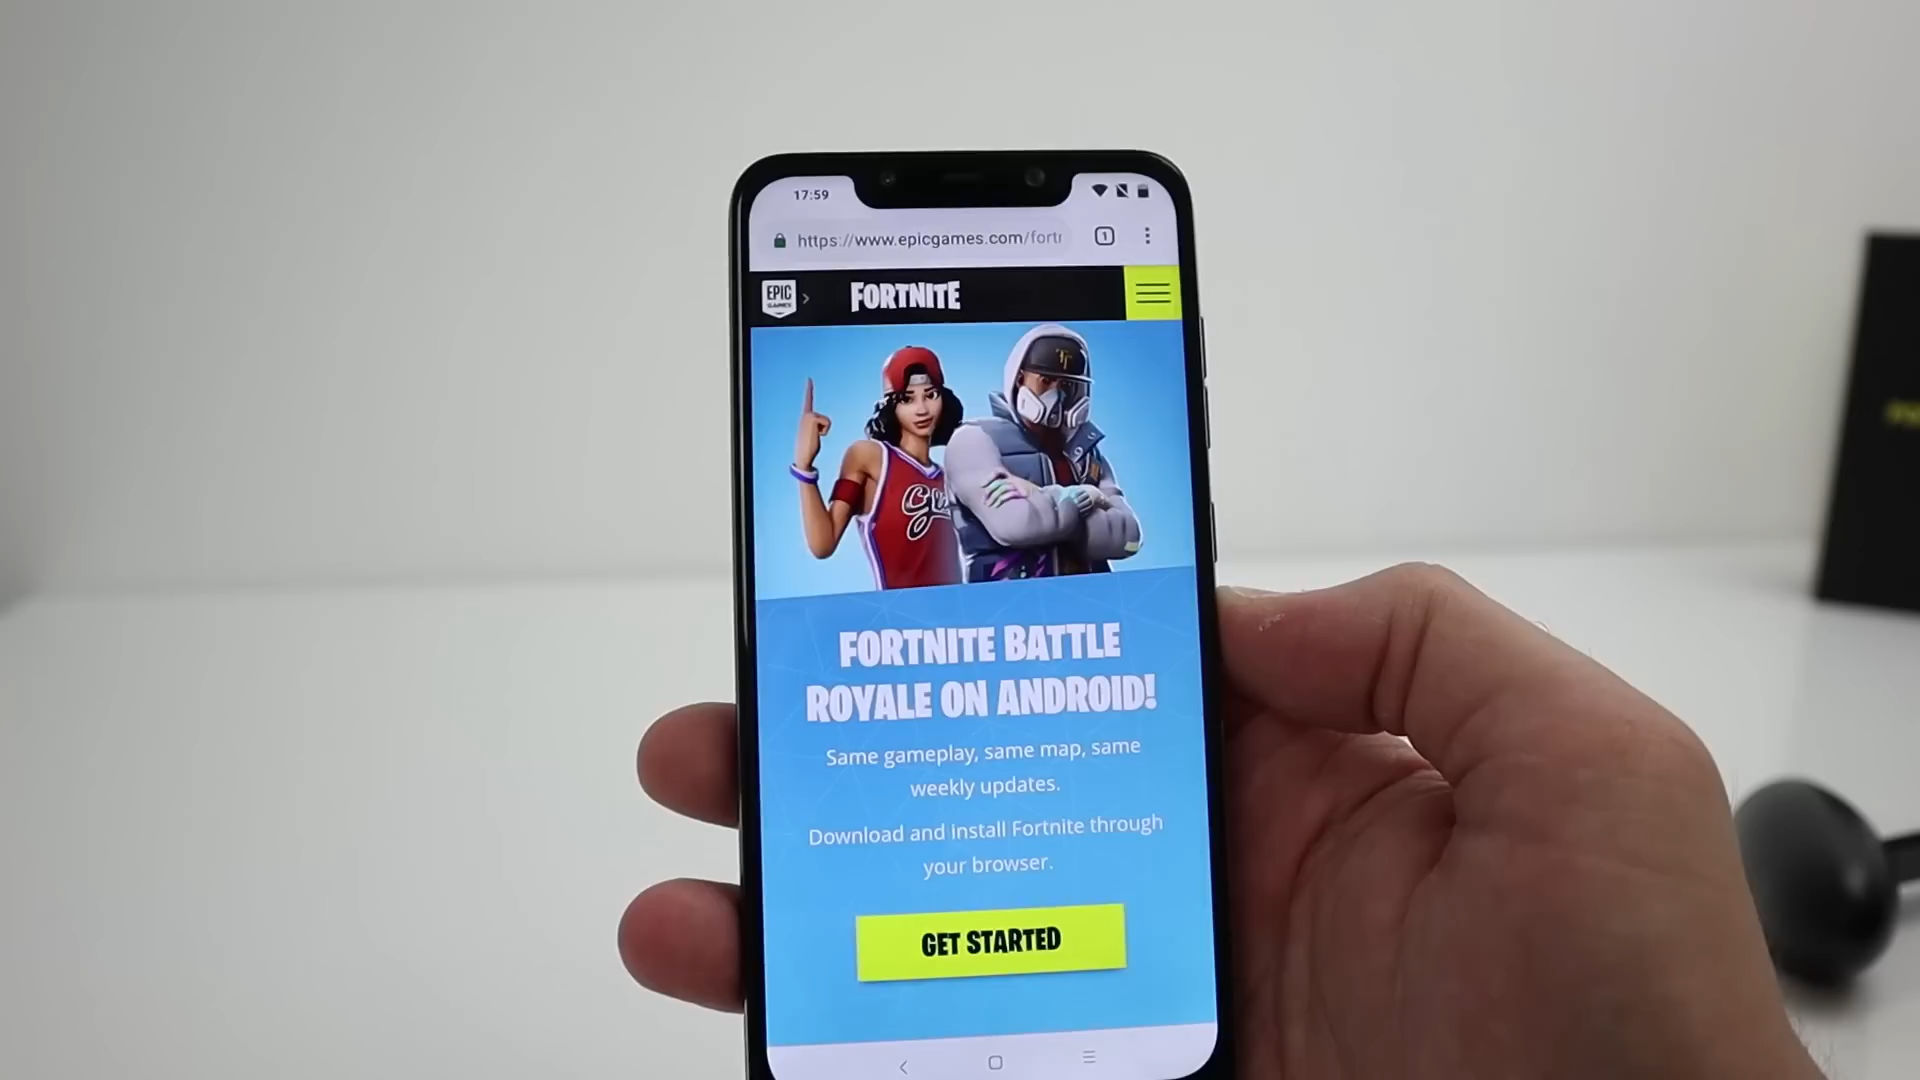 17:59
https://www.epicgames.com/fortn
1
EPIC
GAMES
FORTNITE
FORTNITE BATTLE
ROYALE ON ANDROID!
Same gameplay, same map, same
weekly updates.
Download and install Fortnite through
your browser.
GET STARTED